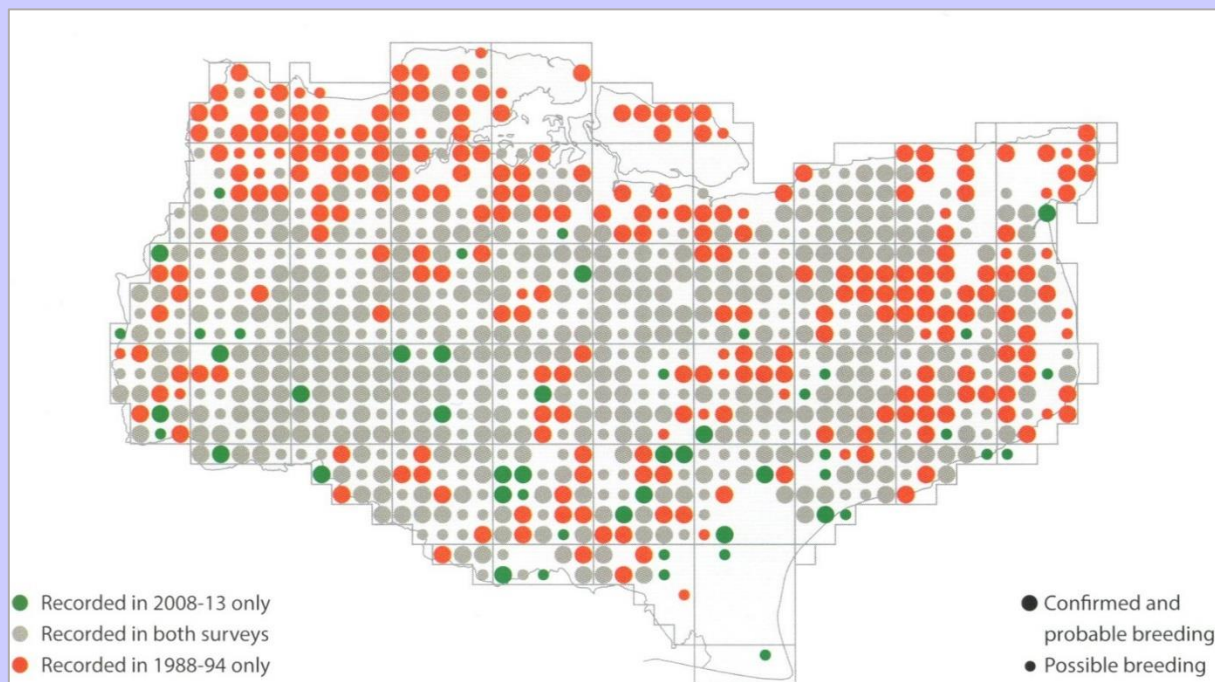 Recorded in 2008-13 only
Recorded in both surveys
Recorded in 1988-94 only
Confirmed and
probable breeding
Possible breeding